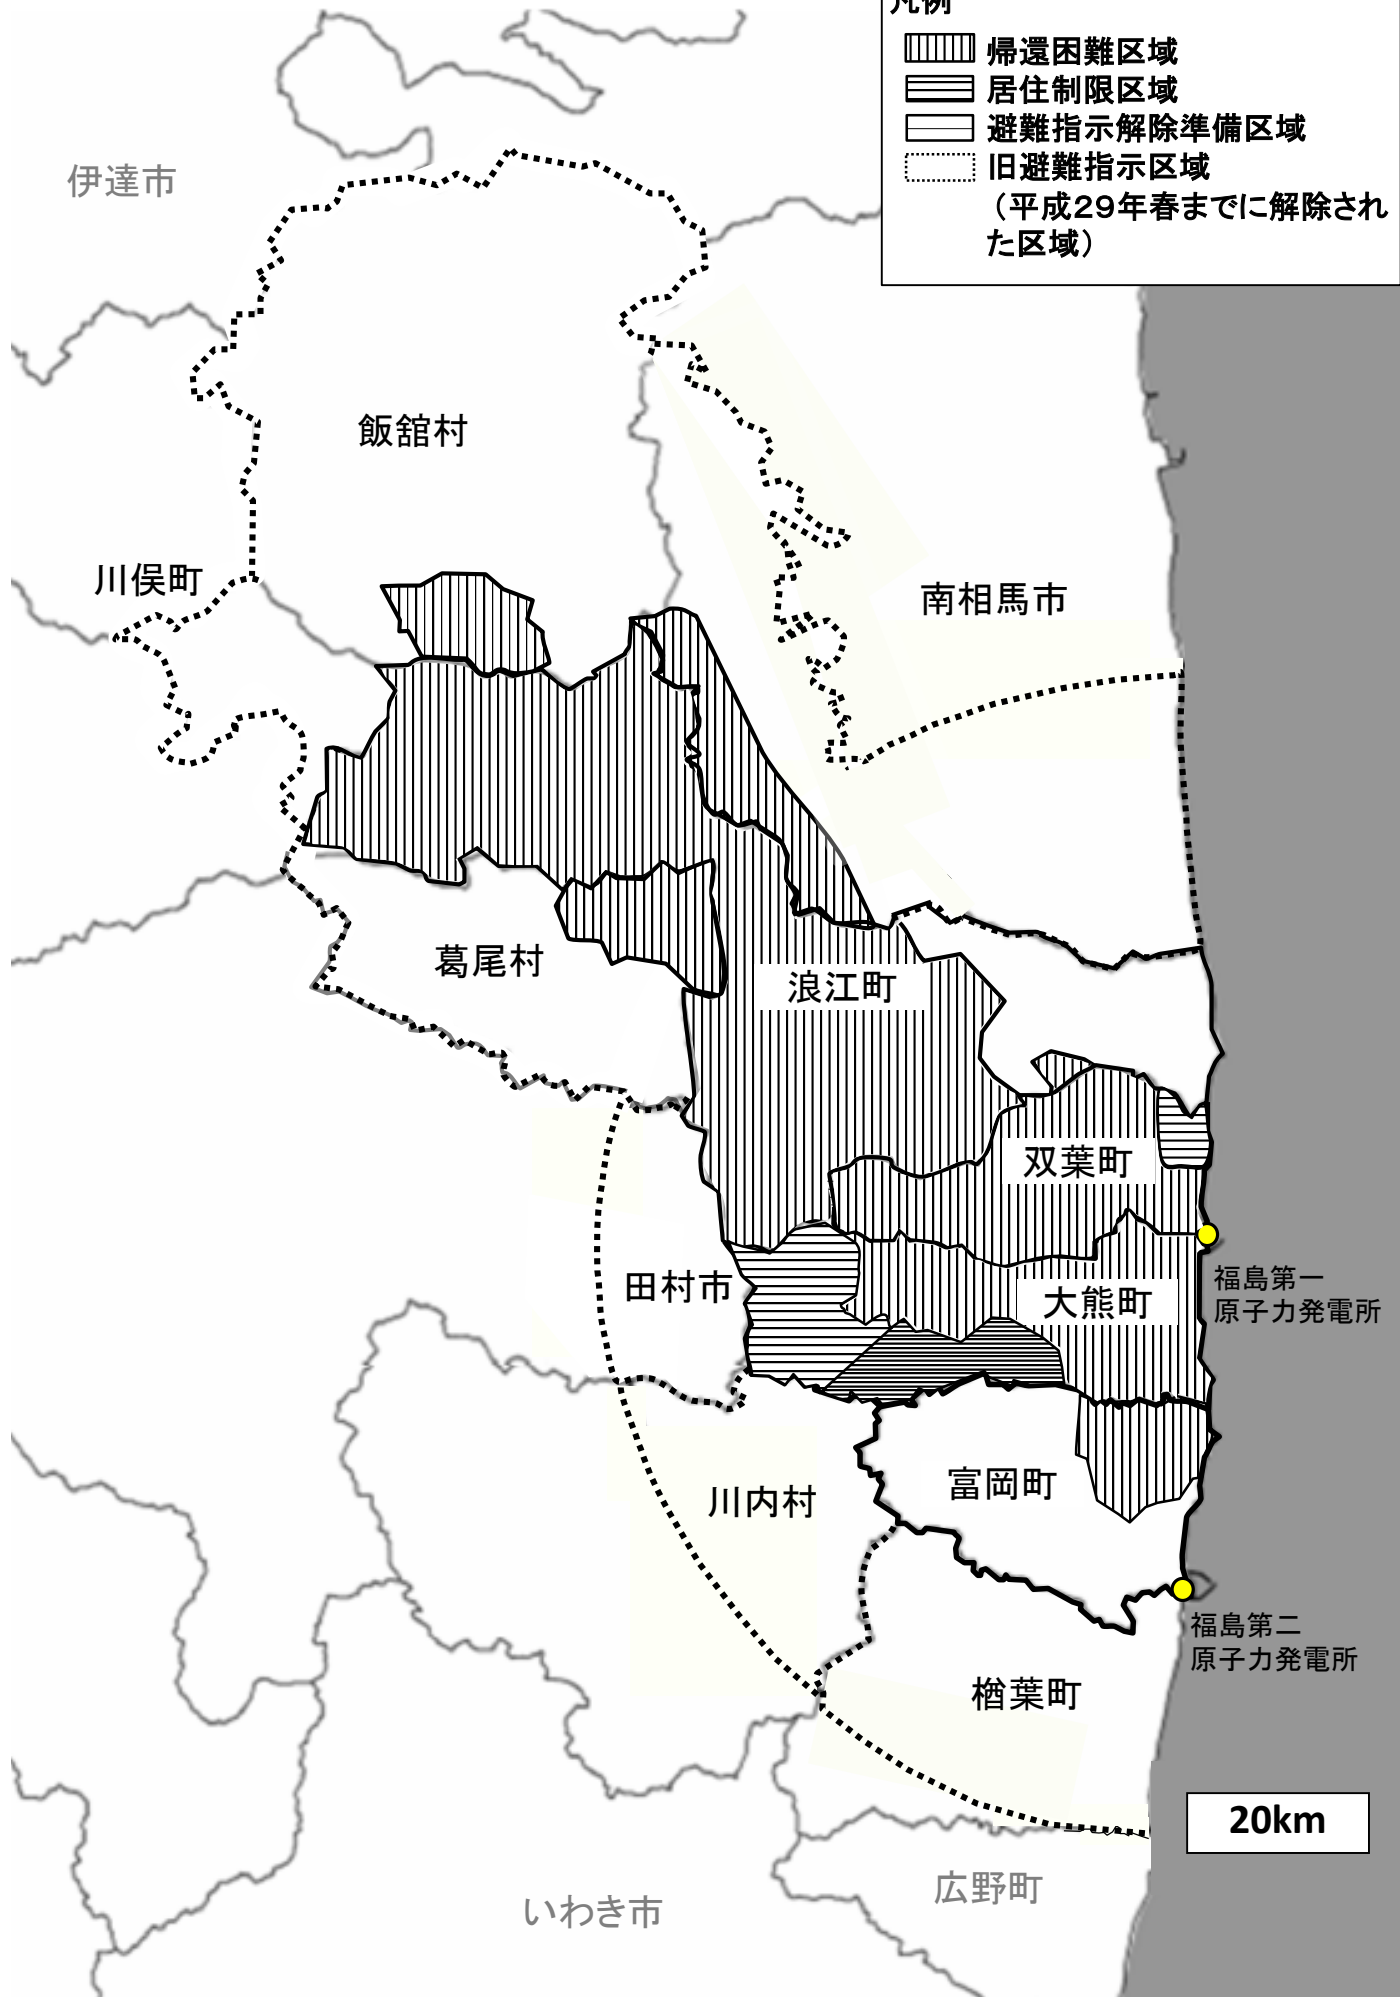 凡例
帰還困難区域
居住制限区域
避難指示解除準備区域
旧避難指示区域
（平成29年春までに解除され
た区域）
伊達市
飯舘村
川俣町
南相馬市
葛尾村
浪江町
双葉町
田村市
大熊町
福島第一
原子力発電所
川内村
富岡町
福島第二
原子力発電所
楢葉町
20km
広野町
いわき市